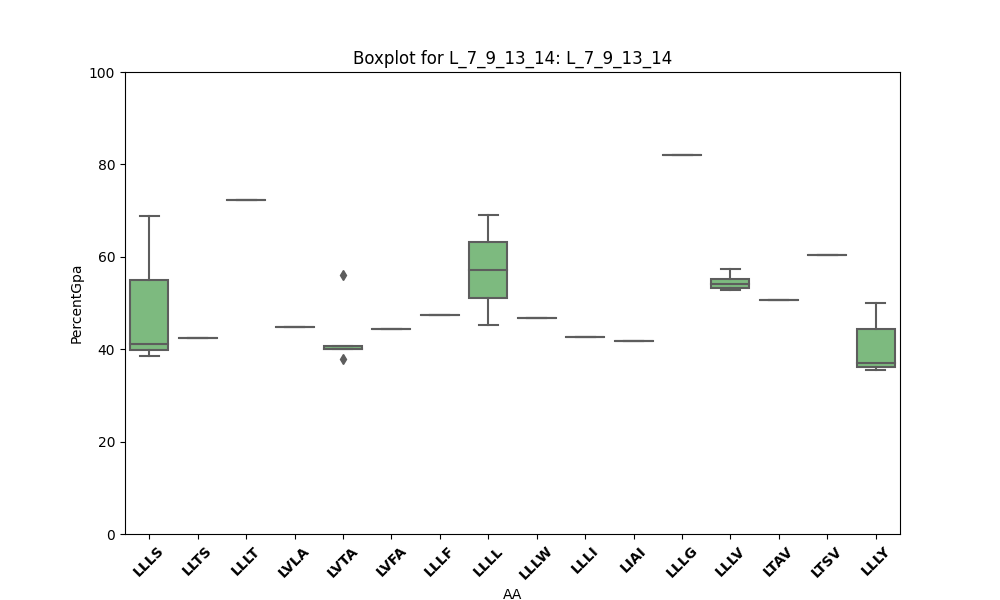 Boxplot for L_7_9_13_14: L_7_9_13_14
PercentGpa
100
80
60
40
20
0
LLLS LLTS LLLT LVLA LVTA LVFA LLLF LLLL LLLW LLLI LIAI LLLG LLLV LTAV LTSV LLLY
AA